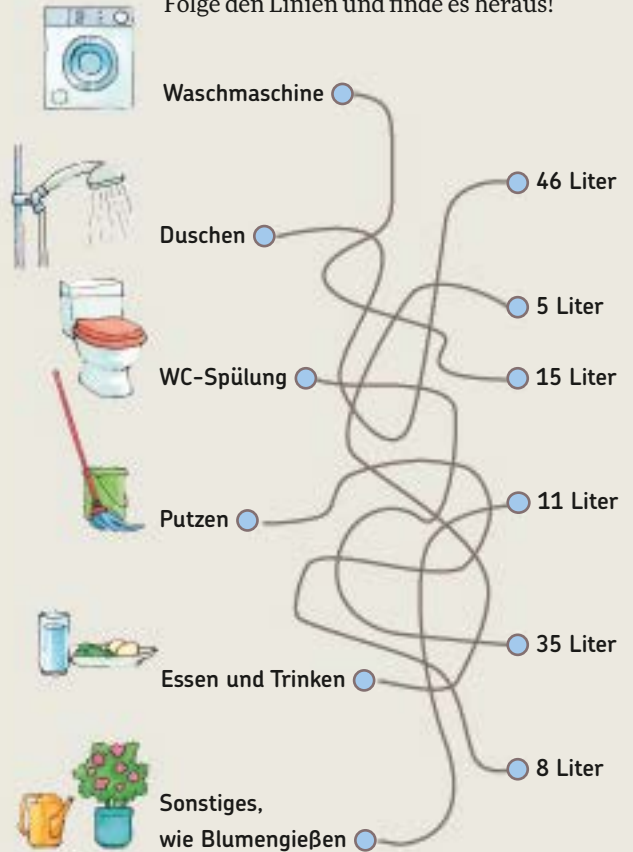 Folge den Linien und finde es heraus!
Waschmaschine
46 Liter
Duschen
5 Liter
WC-Spülung
15 Liter
11 Liter
Putzen
35 Liter
Essen und Trinken
8 Liter
Sonstiges,
wie Blumengießen